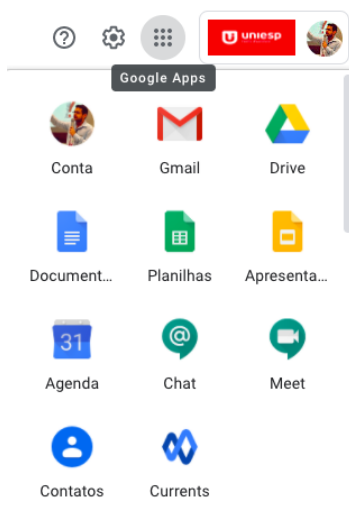 uniesp
Google Apps
Conta Gmail Drive
Document... Planilhas Apresenta...
31
Agenda Chat Meet
Contatos Currents